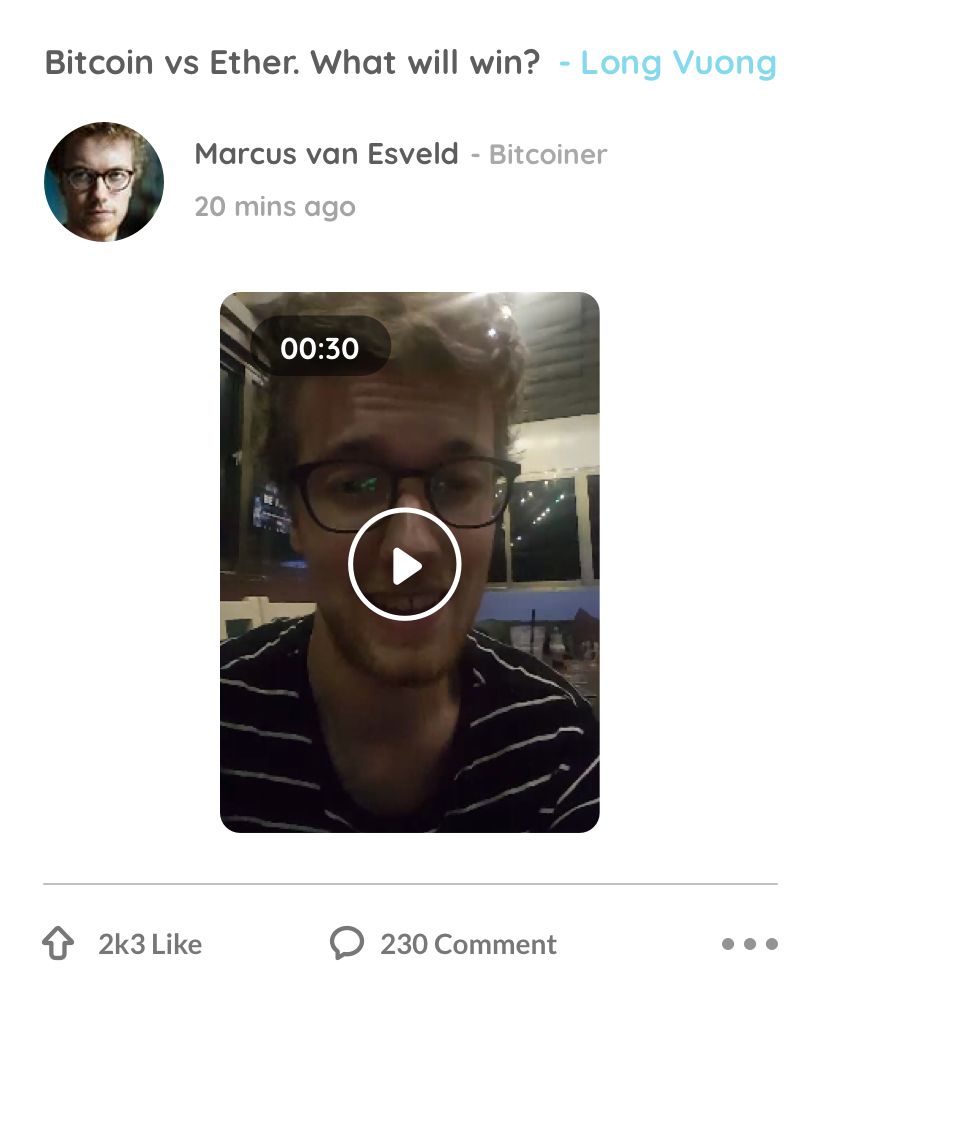 Bitcoin vs Ether. What will win? - Long Vuong
Marcus van Esveld - Bitcoiner
20 mins ago
00:30
2k3 Like
230 Comment